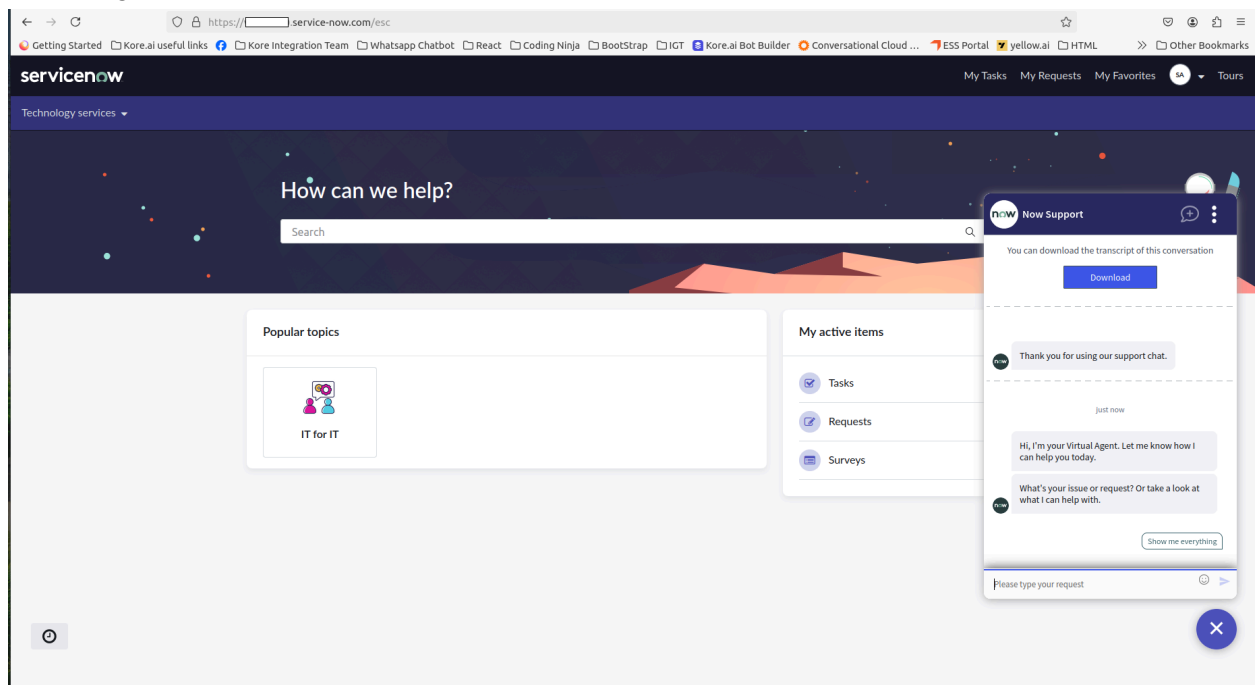 https:// .service-now.com/esc
Getting Started Kore.ai useful links Kore Integration Team Whatsapp Chatbot React Coding Ninja BootStrap IGT Kore.ai Bot Builder Conversational Cloud ... ESS Portal yellow.ai HTML Other Bookmarks
servicenow
My Tasks My Requests My Favorites SA Tours
Technology services
How can we help?
Search
Popular topics
IT for IT
My active items
Tasks
Requests
Surveys
now Now Support
You can download the transcript of this conversation
Download
now Thank you for using our support chat.
just now
Hi, I'm your Virtual Agent. Let me know how I
can help you today.
What's your issue or request? Or take a look at
what I can help with.
now
Show me everything
Please type your request